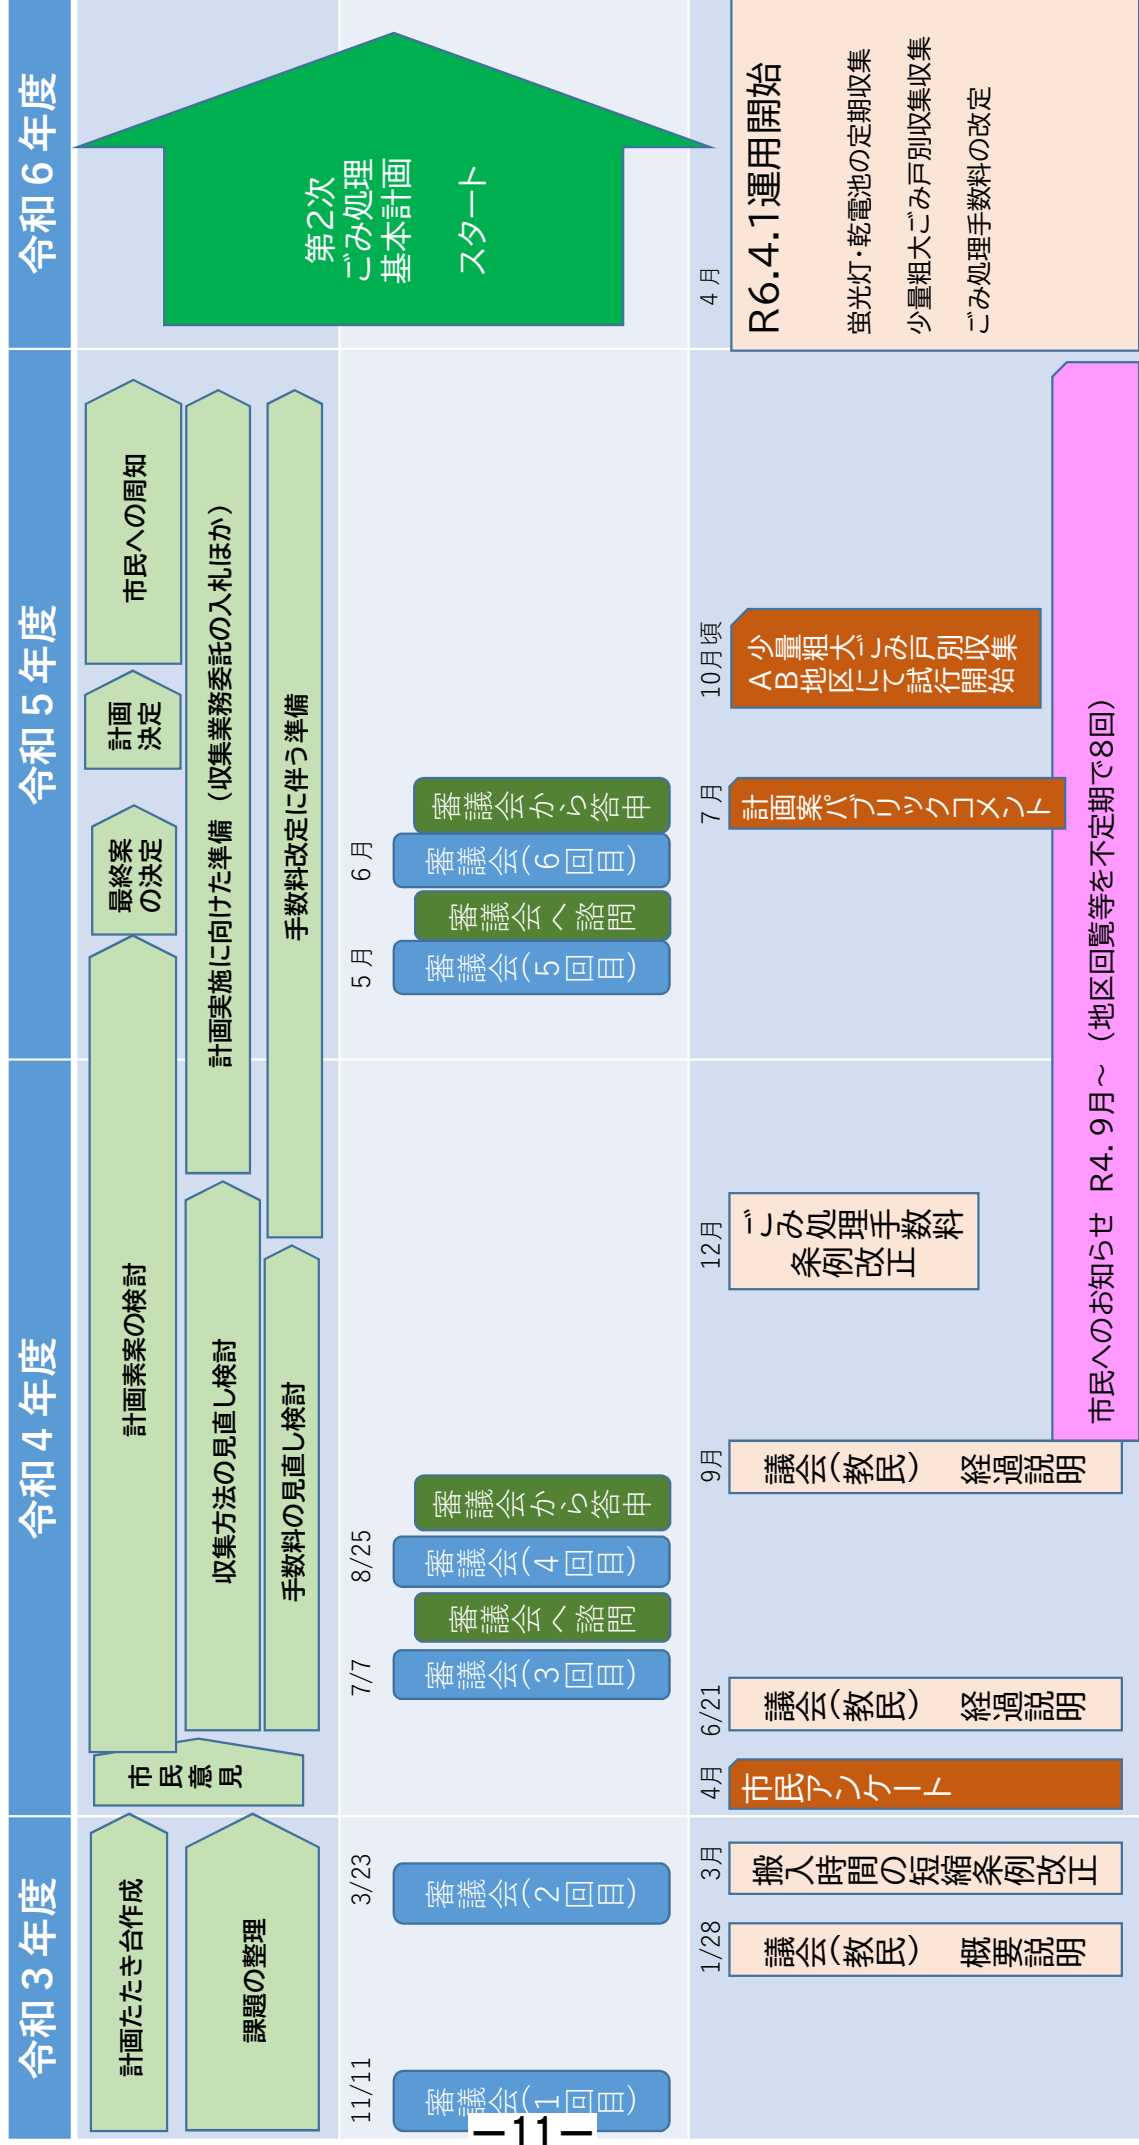 令和３年度
令和４年度
令和５年度
令和６年度
計画たたき台作成
課題の整理
市民意見
計画素案の検討
収集方法の見直し検討
手数料の見直し検討
最終案
の決定
計画
決定
市民への周知
計画実施に向けた準備（収集業務委託の入札ほか）
手数料改定に伴う準備
第2次
ごみ処理
基本計画
スタート
11/11
審議会(1回目)
3/23
審議会(2回目)
7/7
審議会(3回目)
審議会へ諮問
8/25
審議会(4回目)
審議会から答申
5月
審議会(5回目)
審議会へ諮問
6月
審議会(6回目)
審議会から答申
1/28
議会(教民)　概要説明
3月
搬入時間の短縮条例改正
4月
市民アンケート
6/21
議会(教民)　経過説明
9月
議会(教民)　経過説明
12月
ごみ処理手数料
条例改正
7月
計画案パブリックコメント
10月頃
少量粗大ごみ戸別収集
AB地区にて試行開始
4月
R6.4.1運用開始
蛍光灯・乾電池の定期収集
少量粗大ごみ戸別収集収集
ごみ処理手数料の改定
市民へのお知らせ R4. 9月～（地区回覧等を不定期で8回）
ー11ー